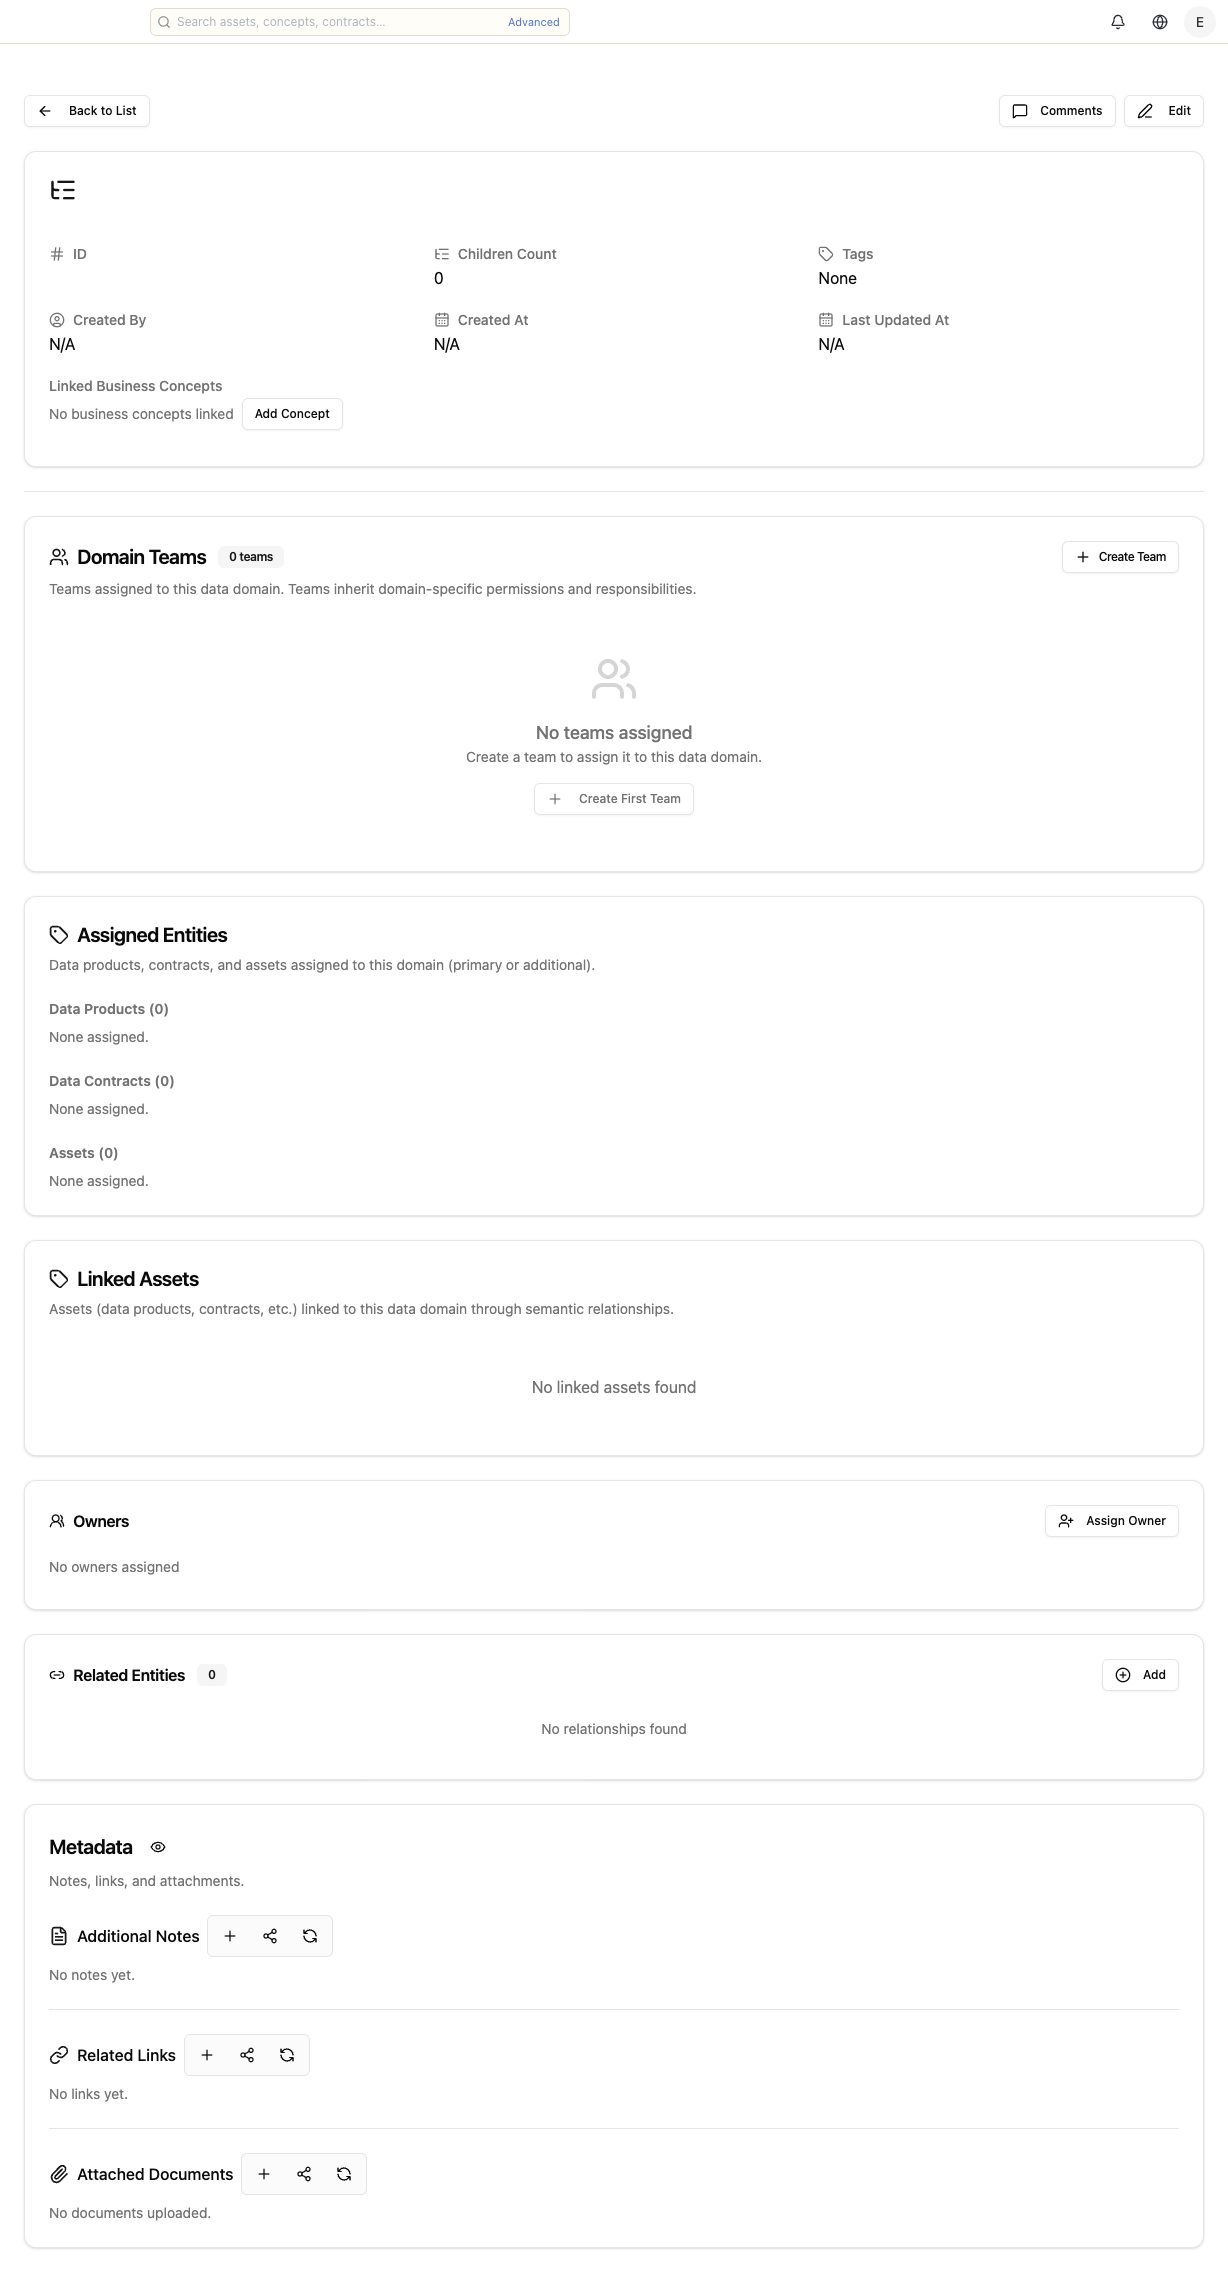 Search assets, concepts, contracts... Advanced
E
Back to List
Comments
Edit
ID
Children Count
Tags
0
None
Created By
Created At
Last Updated At
N/A
N/A
N/A
Linked Business Concepts
No business concepts linked
Add Concept
Domain Teams
0 teams
Create Team
Teams assigned to this data domain. Teams inherit domain-specific permissions and responsibilities.
No teams assigned
Create a team to assign it to this data domain.
Create First Team
Assigned Entities
Data products, contracts, and assets assigned to this domain (primary or additional).
Data Products (0)
None assigned.
Data Contracts (0)
None assigned.
Assets (0)
None assigned.
Linked Assets
Assets (data products, contracts, etc.) linked to this data domain through semantic relationships.
No linked assets found
Owners
Assign Owner
No owners assigned
Related Entities
0
Add
No relationships found
Metadata
Notes, links, and attachments.
Additional Notes
No notes yet.
Related Links
No links yet.
Attached Documents
No documents uploaded.